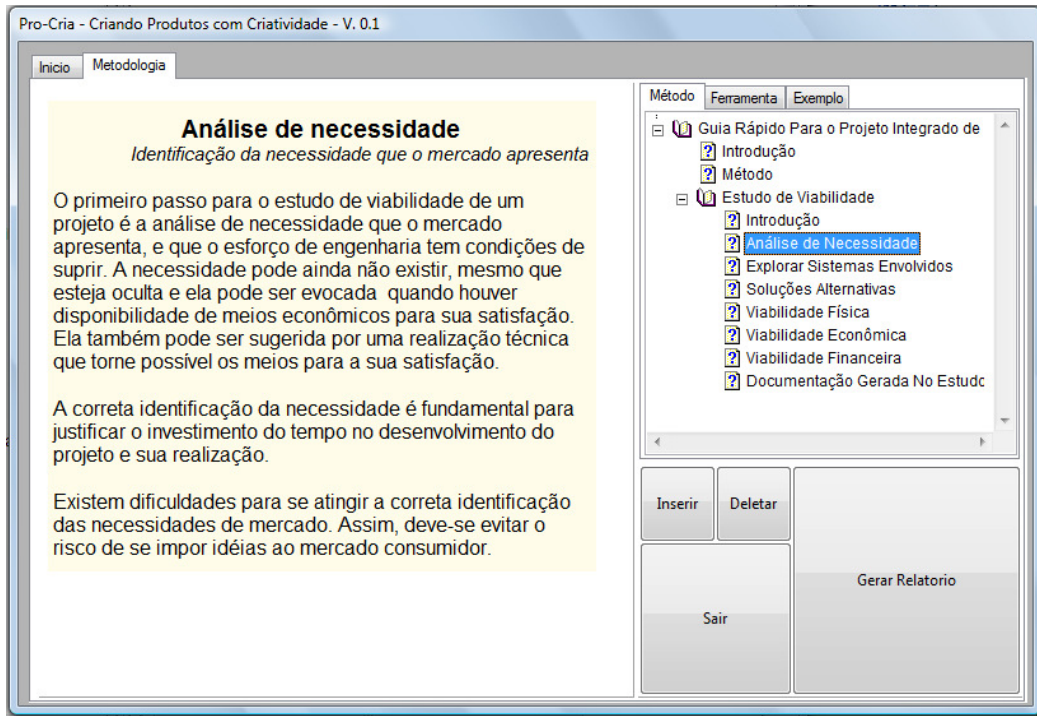 Pro-Cria - Criando Produtos com Criatividade - V. 0.1
Inicio
Metodologia
Análise de necessidade
Identificação da necessidade que o mercado apresenta
O primeiro passo para o estudo de viabilidade de um
projeto é a análise de necessidade que o mercado
apresenta, e que o esforço de engenharia tem condições de
suprir. A necessidade pode ainda não existir, mesmo que
esteja oculta e ela pode ser evocada quando houver
disponibilidade de meios econômicos para sua satisfação.
Ela também pode ser sugerida por uma realização técnica
que torne possível os meios para a sua satisfação.
A correta identificação da necessidade é fundamental para
justificar o investimento do tempo no desenvolvimento do
projeto e sua realização.
Existem dificuldades para se atingir a correta identificação
das necessidades de mercado. Assim, deve-se evitar o
risco de se impor idéias ao mercado consumidor.
Método
Ferramenta
Exemplo
Guia Rápido Para o Projeto Integrado de
Introdução
Método
Estudo de Viabilidade
Introdução
Análise de Necessidade
Explorar Sistemas Envolvidos
Soluções Alternativas
Viabilidade Física
Viabilidade Econômica
Viabilidade Financeira
Documentação Gerada No Estudo
Inserir
Deletar
Sair
Gerar Relatorio